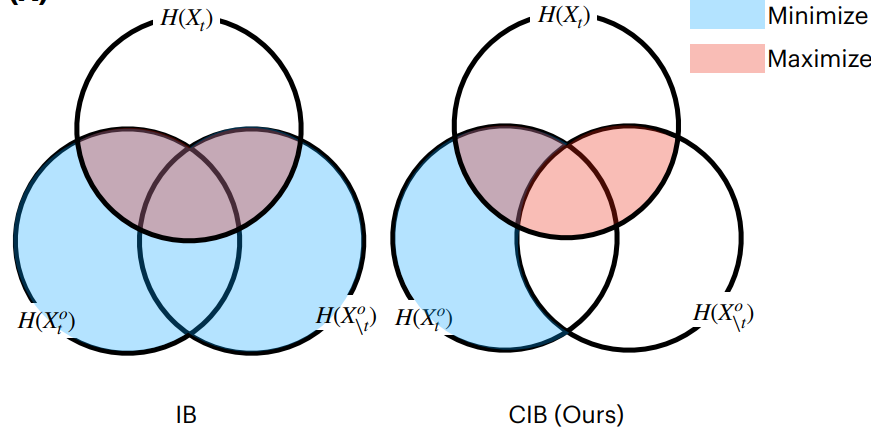 H(X_t)
H(X_t)
Minimize
Maximize
H(X_t^o)
H(X_{\t}^o)
H(X_t^o)
H(X_{\t}^o)
IB
CIB (Ours)